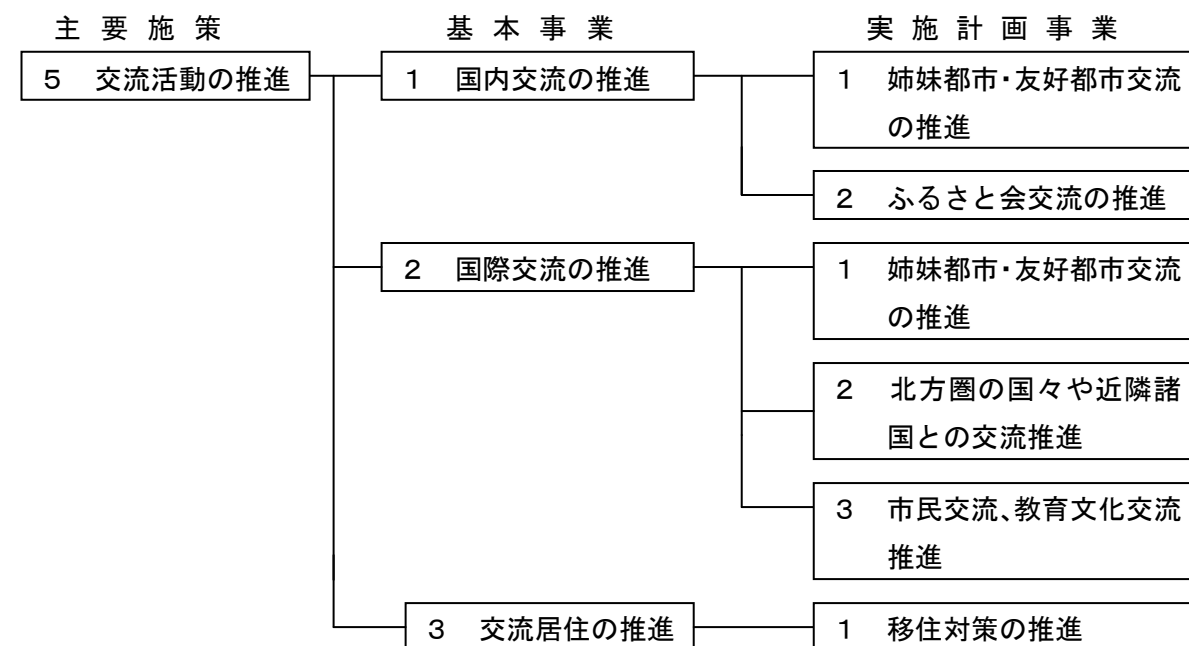 主要施策　基本事業　実施計画事業
５　交流活動の推進
１　国内交流の推進
１　姉妹都市・友好都市交流
の推進
２　ふるさと会交流の推進
２　国際交流の推進
１　姉妹都市・友好都市交流
の推進
２　北方圏の国々や近隣諸
国との交流推進
３　市民交流、教育文化交流
推進
３　交流居住の推進
１　移住対策の推進